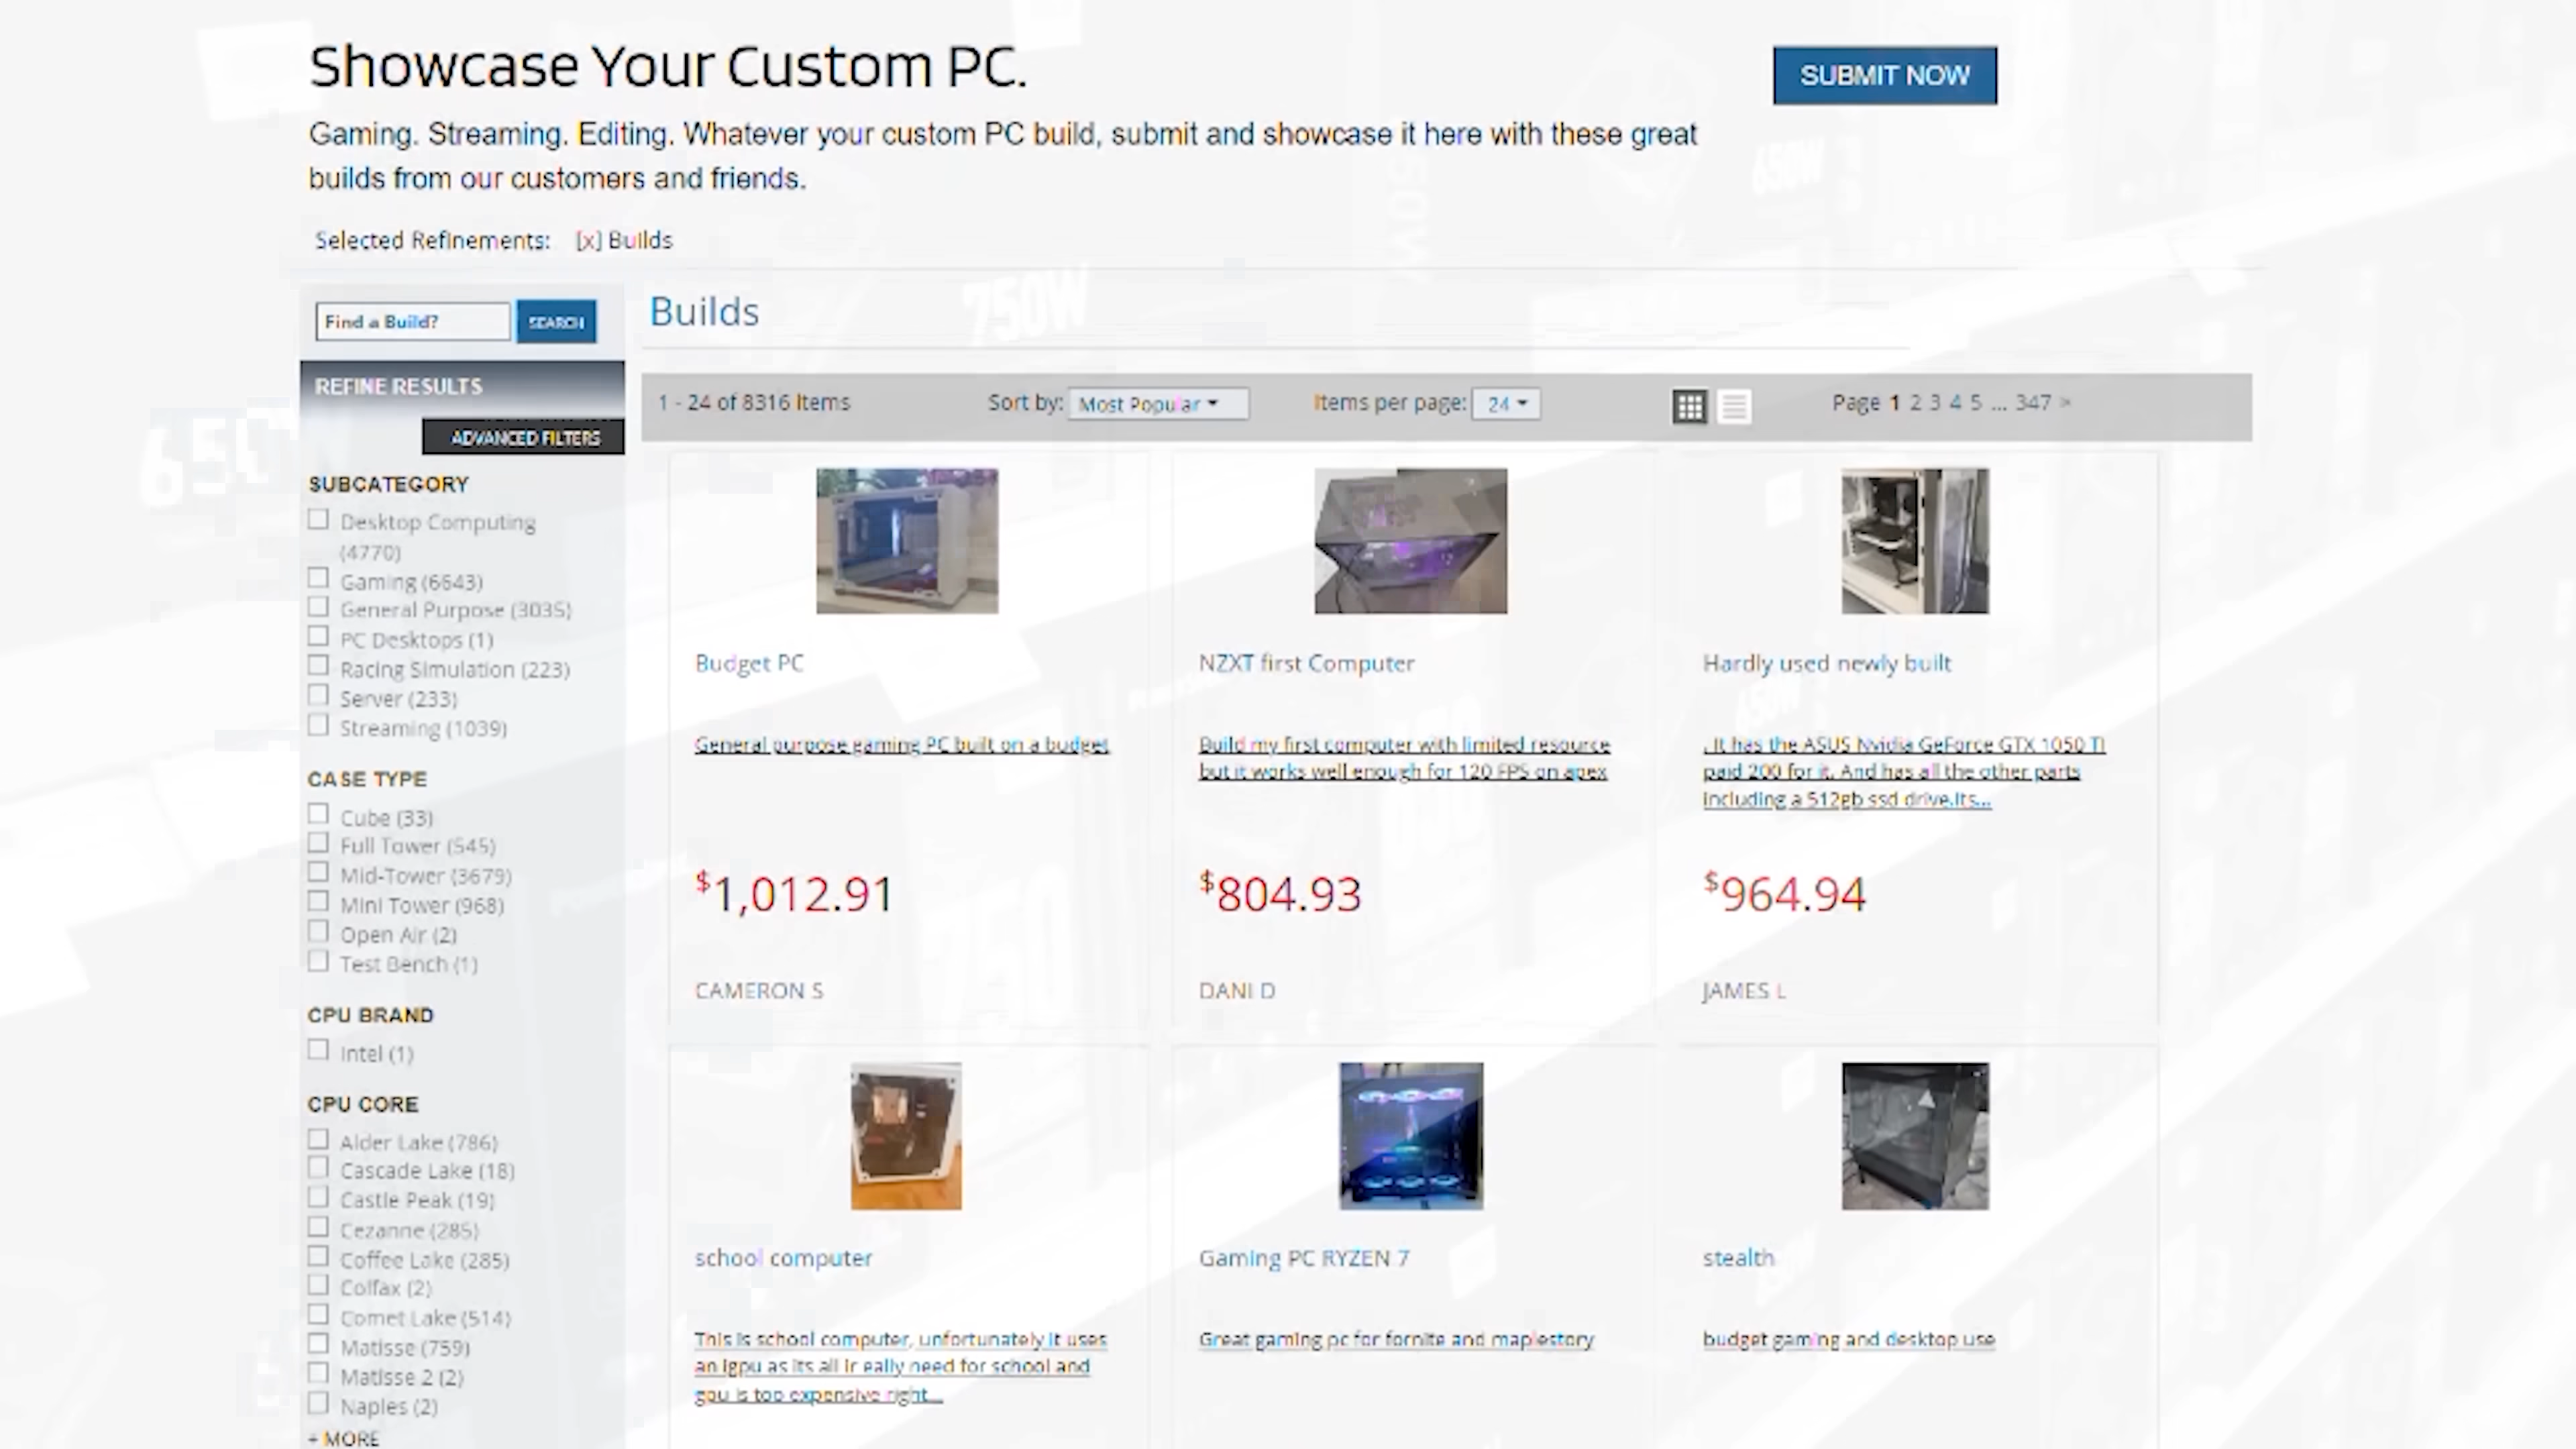 Showcase Your Custom PC.
SUBMIT NOW
Gaming. Streaming. Editing. Whatever your custom PC build, submit and showcase it here with these great
builds from our customers and friends.
Selected Refinements: [x] Builds
Find a Build? SEARCH
REFINE RESULTS
ADVANCED FILTERS
SUBCATEGORY
Desktop Computing
(4770)
Gaming (6643)
General Purpose (3035)
PC Desktops (1)
Racing Simulation (223)
Server (233)
Streaming (1039)
CASE TYPE
Cube (33)
Full Tower (545)
Mid-Tower (3679)
Mini Tower (968)
Open Air (2)
Test Bench (1)
CPU BRAND
Intel (1)
CPU CORE
Alder Lake (786)
Cascade Lake (18)
Castle Peak (19)
Cezanne (285)
Coffee Lake (285)
Colfax (2)
Comet Lake (514)
Matisse (759)
Matisse 2 (2)
Naples (2)
+ MORE
Builds
1 - 24 of 8316 Items Sort by: Most Popular Items per page: 24 Page 1 2 3 4 5 ... 347 >
Budget PC
General purpose gaming PC built on a budget
$1,012.91
CAMERON S
NZXT first Computer
Build my first computer with limited resource
but it works well enough for 120 FPS on apex
$804.93
DANI D
Hardly used newly built
. It has the ASUS Nvidia GeForce GTX 1050 TI
paid 200 for it. And has all the other parts
including a 512gb ssd drive.Its...
$964.94
JAMES L
school computer
This is school computer, unfortunately it uses
an igpu as its all ir eally need for school and
gpu is too expensive right...
Gaming PC RYZEN 7
Great gaming pc for fornite and maplestory
stealth
budget gaming and desktop use
650
750W
650W
750